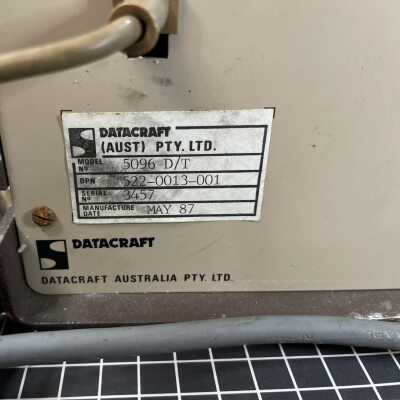 DATACRAFT
(AUST) PTY. LTD.
MODEL Nº 5096 D/T
DPN 522-0013-001
SERIAL Nº 3457
MANUFACTURE DATE MAY 87
DATACRAFT
DATACRAFT AUSTRALIA PTY. LTD.